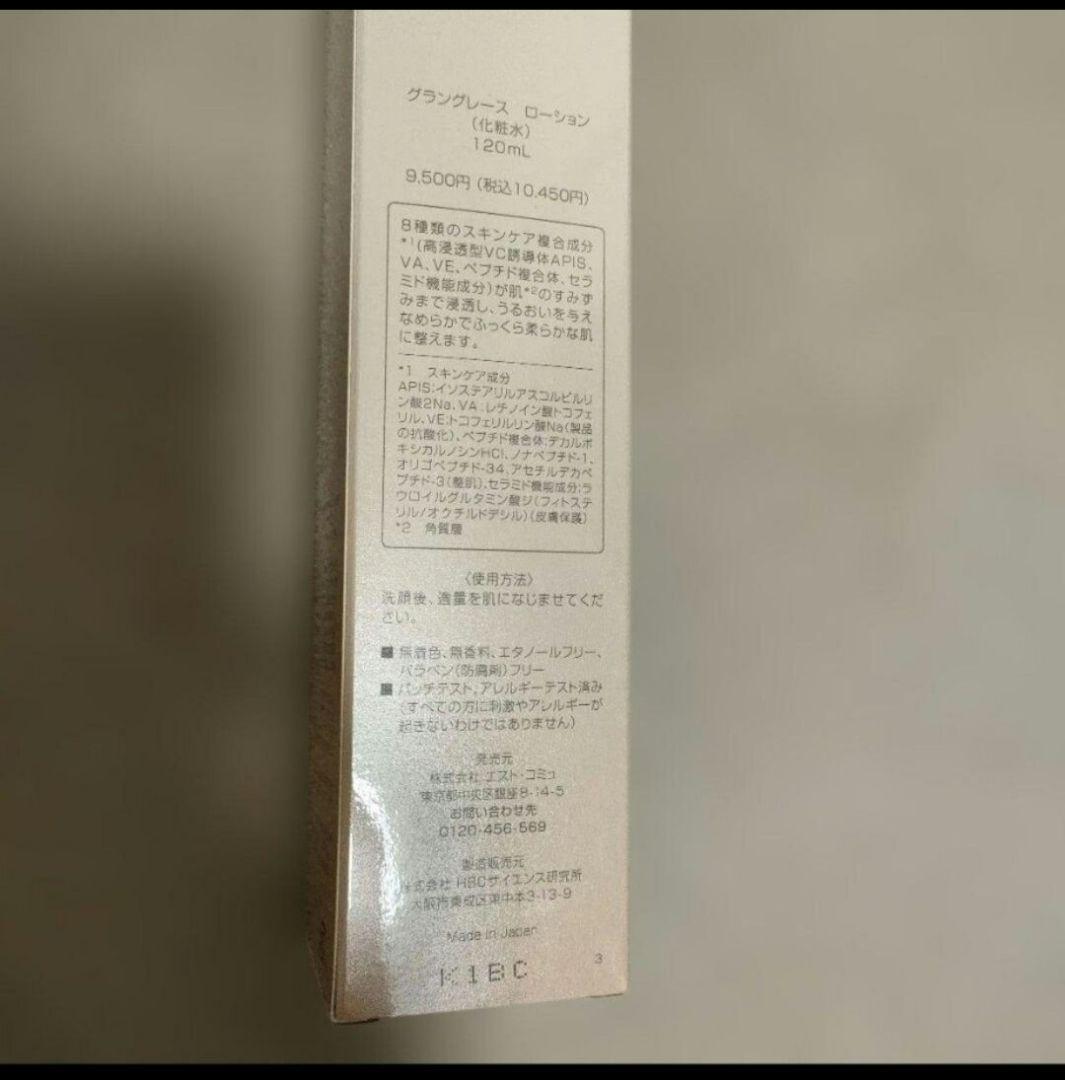 グラングレース ローション
(化粧水)
120mL
9,500円(税込10,450円)
8種類のスキンケア複合成分
*1(高浸透型VC誘導体APIS、
VA、VE、ペプチド複合体、セラ
ミド機能成分)が肌*2のすみず
みまで浸透し、うるおいを与え
なめらかでふっくら柔らかな肌
に整えます。
*1 スキンケア成分
APIS:イソステアリルアスコルビルリ
ン酸2Na、VA:レチノイン酸トコフェ
リル、VE:トコフェリルリン酸Na(製品
の抗酸化)、ペプチド複合体:デカルボ
キシカルノシンHCl、ノナペプチド-1、
オリゴペプチド-34、アセチルデカペ
プチド-3(整肌)、セラミド機能成分:ラ
ウロイルグルタミン酸ジ(フィトステ
リル/オクチルドデシル)(皮膚保護)
*2 角質層
〈使用方法〉
洗顔後、適量を肌になじませてくだ
さい。
■ 無着色、無香料、エタノールフリー、
パラベン(防腐剤)フリー
■ パッチテスト、アレルギーテスト済み
(すべての方に刺激やアレルギーが
起きないわけではありません)
発売元
株式会社 エスト・コミュ
東京都中央区銀座8-14-5
お問い合わせ先
0120-456-569
製造販売元
株式会社 HBCサイエンス研究所
大阪市東成区東中本3-13-9
Made in Japan
K1BC
3